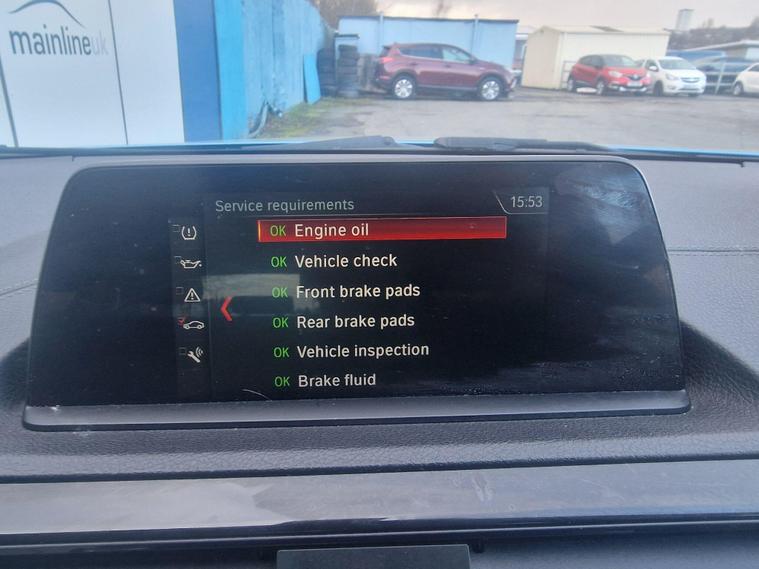 mainlineuk
Service requirements
15:53
OK Engine oil
OK Vehicle check
OK Front brake pads
OK Rear brake pads
OK Vehicle inspection
OK Brake fluid